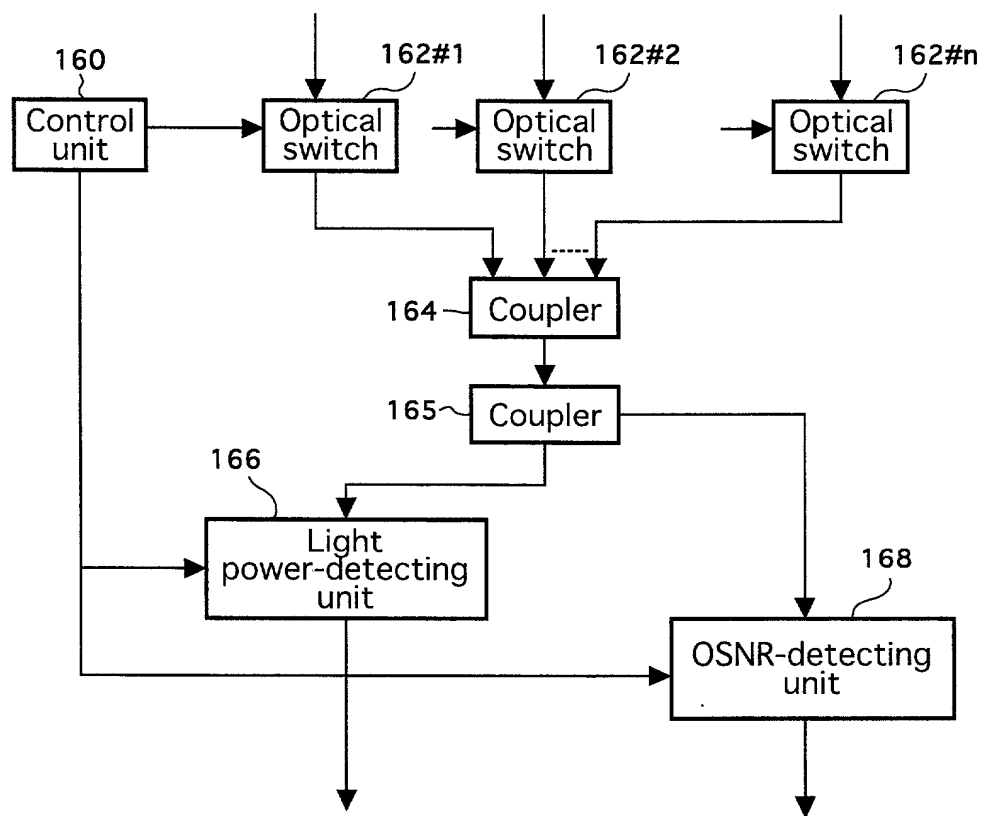 160
162#1
162#2
162#n
Control
unit
Optical
switch
Optical
switch
Optical
switch
164
Coupler
165
Coupler
166
Light
power-detecting
unit
168
OSNR-detecting
unit